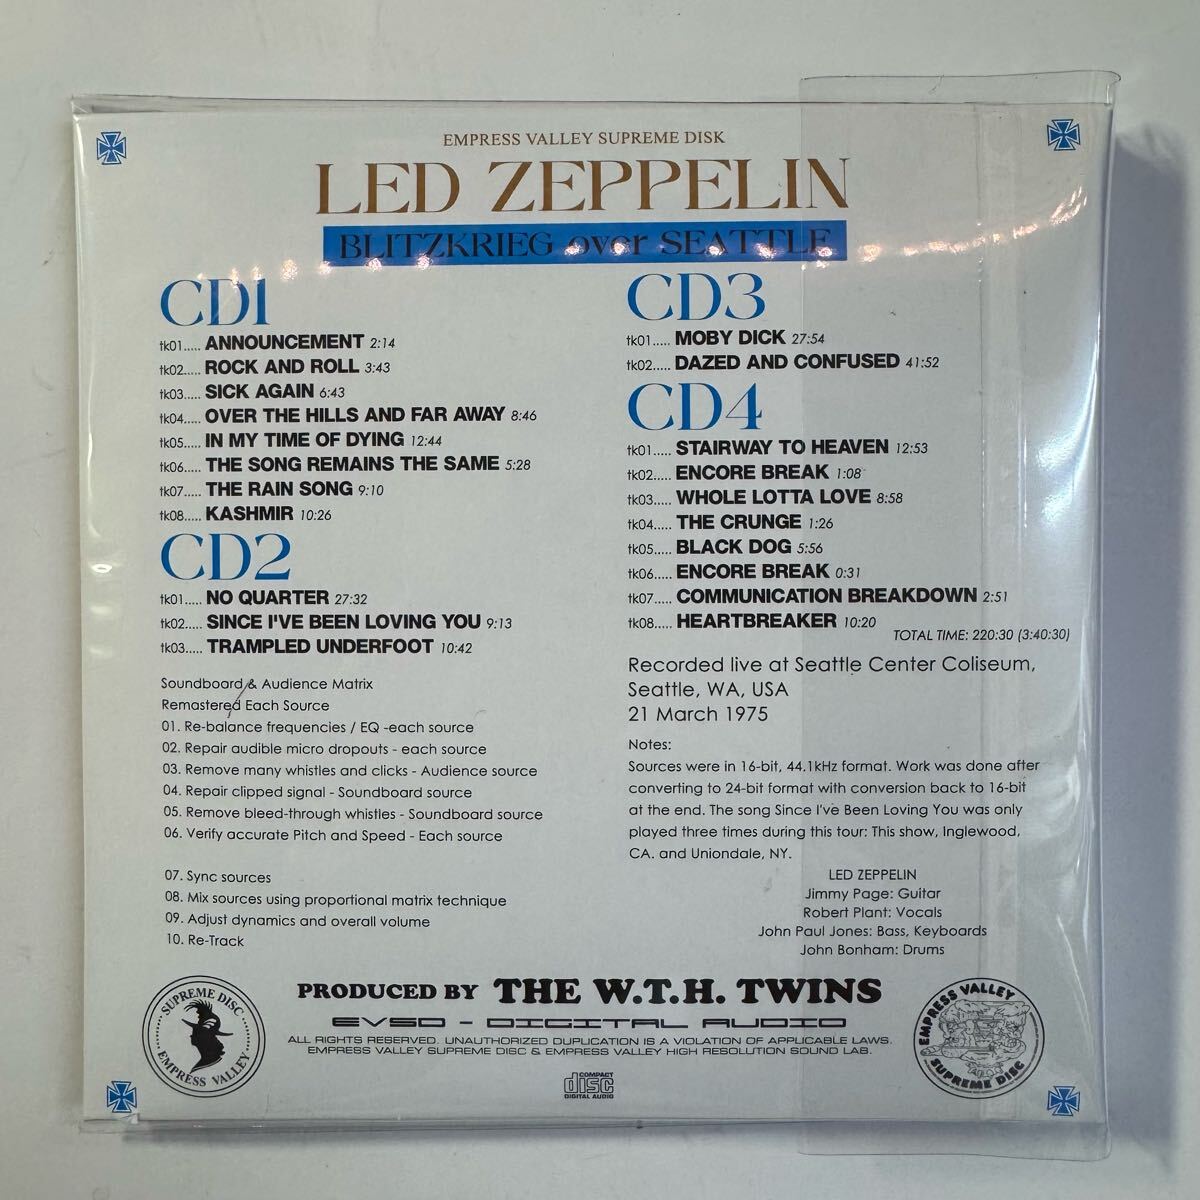 EMPRESS VALLEY SUPREME DISK
LED ZEPPELIN
BLITZKRIEG over SEATTLE
CD1
tk01..... ANNOUNCEMENT 2:14
tk02..... ROCK AND ROLL 3:43
tk03..... SICK AGAIN 6:43
tk04..... OVER THE HILLS AND FAR AWAY 8:46
tk05..... IN MY TIME OF DYING 12:44
tk06..... THE SONG REMAINS THE SAME 5:28
tk07..... THE RAIN SONG 9:10
tk08..... KASHMIR 10:26
CD2
tk01..... NO QUARTER 27:32
tk02..... SINCE I'VE BEEN LOVING YOU 9:13
tk03..... TRAMPLED UNDERFOOT 10:42
Soundboard & Audience Matrix
Remastered Each Source
01. Re-balance frequencies / EQ -each source
02. Repair audible micro dropouts - each source
03. Remove many whistles and clicks - Audience source
04. Repair clipped signal - Soundboard source
05. Remove bleed-through whistles - Soundboard source
06. Verify accurate Pitch and Speed - Each source
07. Sync sources
08. Mix sources using proportional matrix technique
09. Adjust dynamics and overall volume
10. Re-Track
CD3
tk01..... MOBY DICK 27:54
tk02..... DAZED AND CONFUSED 41:52
CD4
tk01..... STAIRWAY TO HEAVEN 12:53
tk02..... ENCORE BREAK 1:08
tk03..... WHOLE LOTTA LOVE 8:58
tk04..... THE CRUNGE 1:26
tk05..... BLACK DOG 5:56
tk06..... ENCORE BREAK 0:31
tk07..... COMMUNICATION BREAKDOWN 2:51
tk08..... HEARTBREAKER 10:20
TOTAL TIME: 220:30 (3:40:30)
Recorded live at Seattle Center Coliseum,
Seattle, WA, USA
21 March 1975
Notes:
Sources were in 16-bit, 44.1kHz format. Work was done after
converting to 24-bit format with conversion back to 16-bit
at the end. The song Since I've Been Loving You was only
played three times during this tour: This show, Inglewood,
CA. and Uniondale, NY.
LED ZEPPELIN
Jimmy Page: Guitar
Robert Plant: Vocals
John Paul Jones: Bass, Keyboards
John Bonham: Drums
SUPREME DISC
EMPRESS VALLEY
PRODUCED BY THE W.T.H. TWINS
EVSD - DIGITAL AUDIO
ALL RIGHTS RESERVED. UNAUTHORIZED DUPLICATION IS A VIOLATION OF APPLICABLE LAWS.
EMPRESS VALLEY SUPREME DISC & EMPRESS VALLEY HIGH RESOLUTION SOUND LAB.
COMPACT
disc
DIGITAL AUDIO
EMPRESS VALLEY
SUPREME DISC